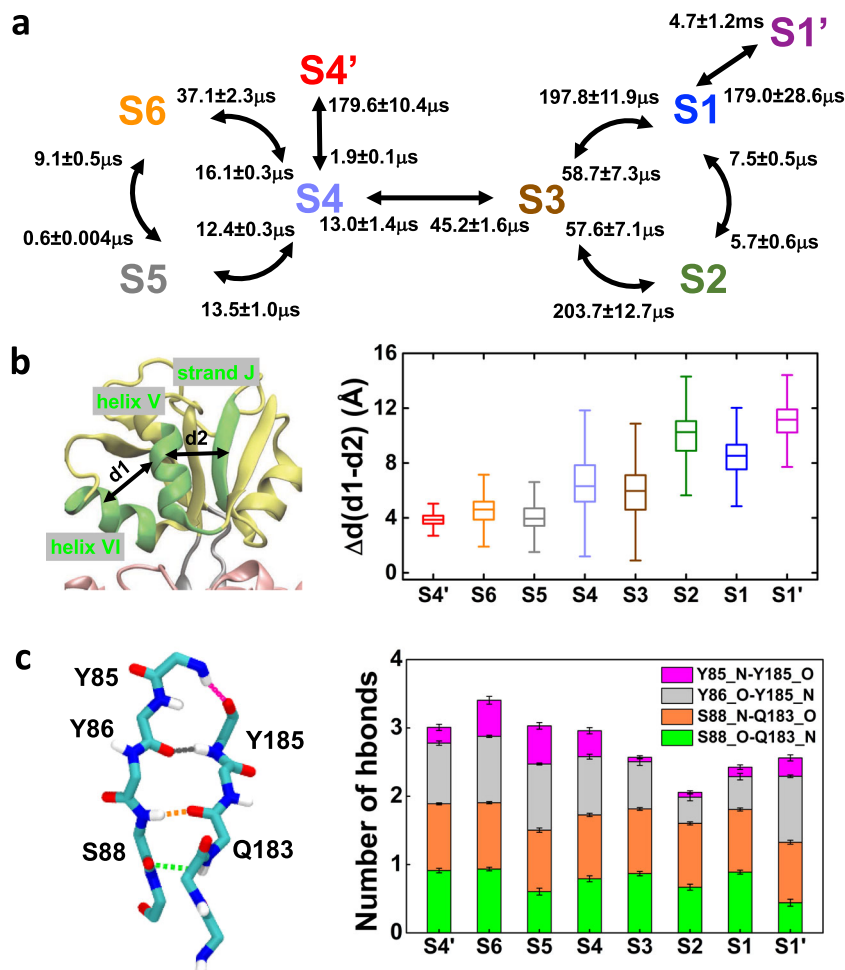 a
4.7±1.2ms
S1’
S4’
S6
37.1±2.3μs
179.6±10.4μs
197.8±11.9μs
S1
179.0±28.6μs
9.1±0.5μs
16.1±0.3μs
1.9±0.1μs
58.7±7.3μs
7.5±0.5μs
S4
S3
0.6±0.004μs
12.4±0.3μs
13.0±1.4μs
45.2±1.6μs
57.6±7.1μs
5.7±0.6μs
S5
S2
13.5±1.0μs
203.7±12.7μs
b
strand J
helix V
d2
d1
helix VI
Δd(d1-d2) (Å)
16
12
8
4
0
S4' S6 S5 S4 S3 S2 S1 S1'
c
Y85
Y86
Y185
S88
Q183
Number of hbonds
4
3
2
1
0
Y85_N-Y185_O
Y86_O-Y185_N
S88_N-Q183_O
S88_O-Q183_N
S4' S6 S5 S4 S3 S2 S1 S1'